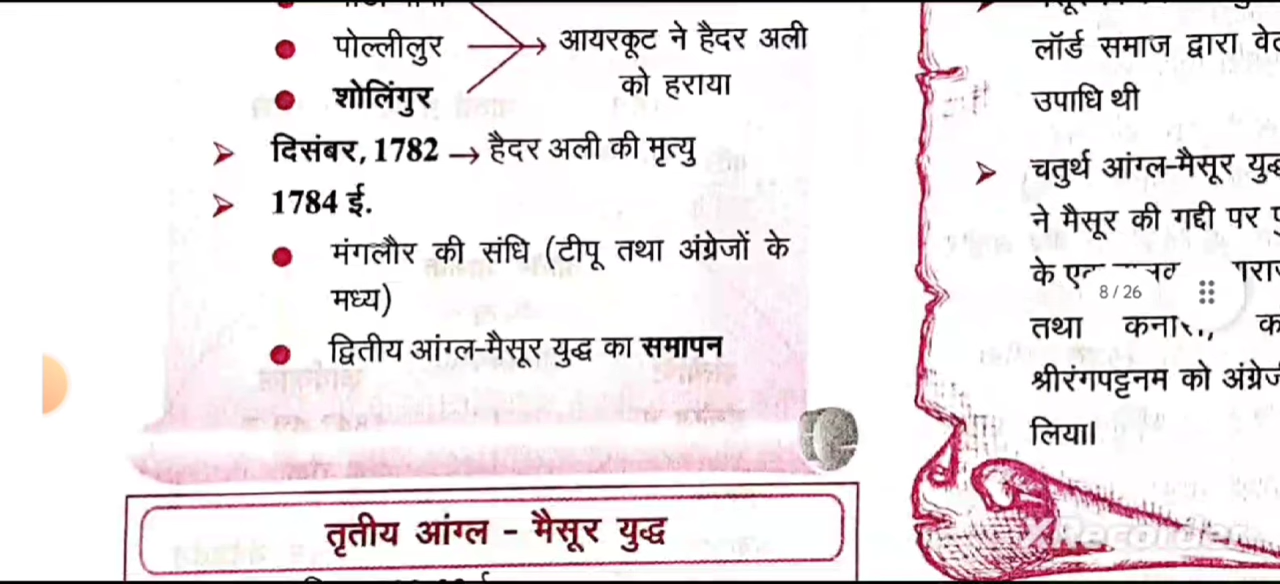 पोल्लीलुर
आयरकूट ने हैदर अली
को हराया
शोलिंगुर
दिसंबर, 1782 → हैदर अली की मृत्यु
1784 ई.
मंगलौर की संधि (टीपू तथा अंग्रेजों के
मध्य)
द्वितीय आंग्ल-मैसूर युद्ध का समापन
तृतीय आंग्ल - मैसूर युद्ध
लॉर्ड समाज द्वारा
उपाधि थी
चतुर्थ आंग्ल-मैसूर
ने मैसूर की गद्दी पर
के
8 / 26
तथा
श्रीरंगपट्टनम को
लिया।
XRecorder